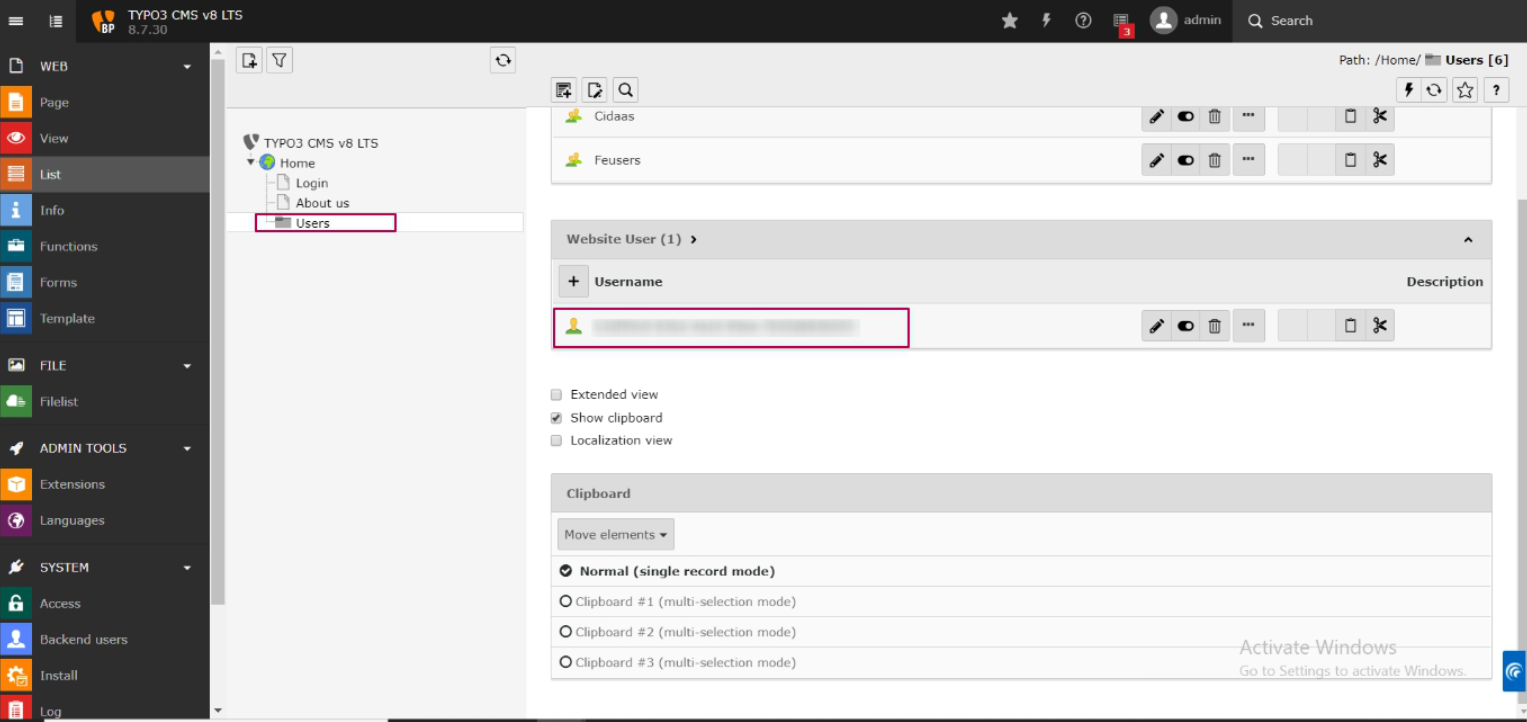 TYPO3 CMS v8 LTS
8.7.30
BP
3
admin
Search
WEB
Page
View
List
Info
Functions
Forms
Template
FILE
Filelist
ADMIN TOOLS
Extensions
Languages
SYSTEM
Access
Backend users
Install
Log
TYPO3 CMS v8 LTS
Home
Login
About us
Users
Path: /Home/ Users [6]
Cidaas
Feusers
Website User (1)
Username Description
Extended view
Show clipboard
Localization view
Clipboard
Move elements
Normal (single record mode)
Clipboard #1 (multi-selection mode)
Clipboard #2 (multi-selection mode)
Clipboard #3 (multi-selection mode)
Activate Windows
Go to Settings to activate Windows.